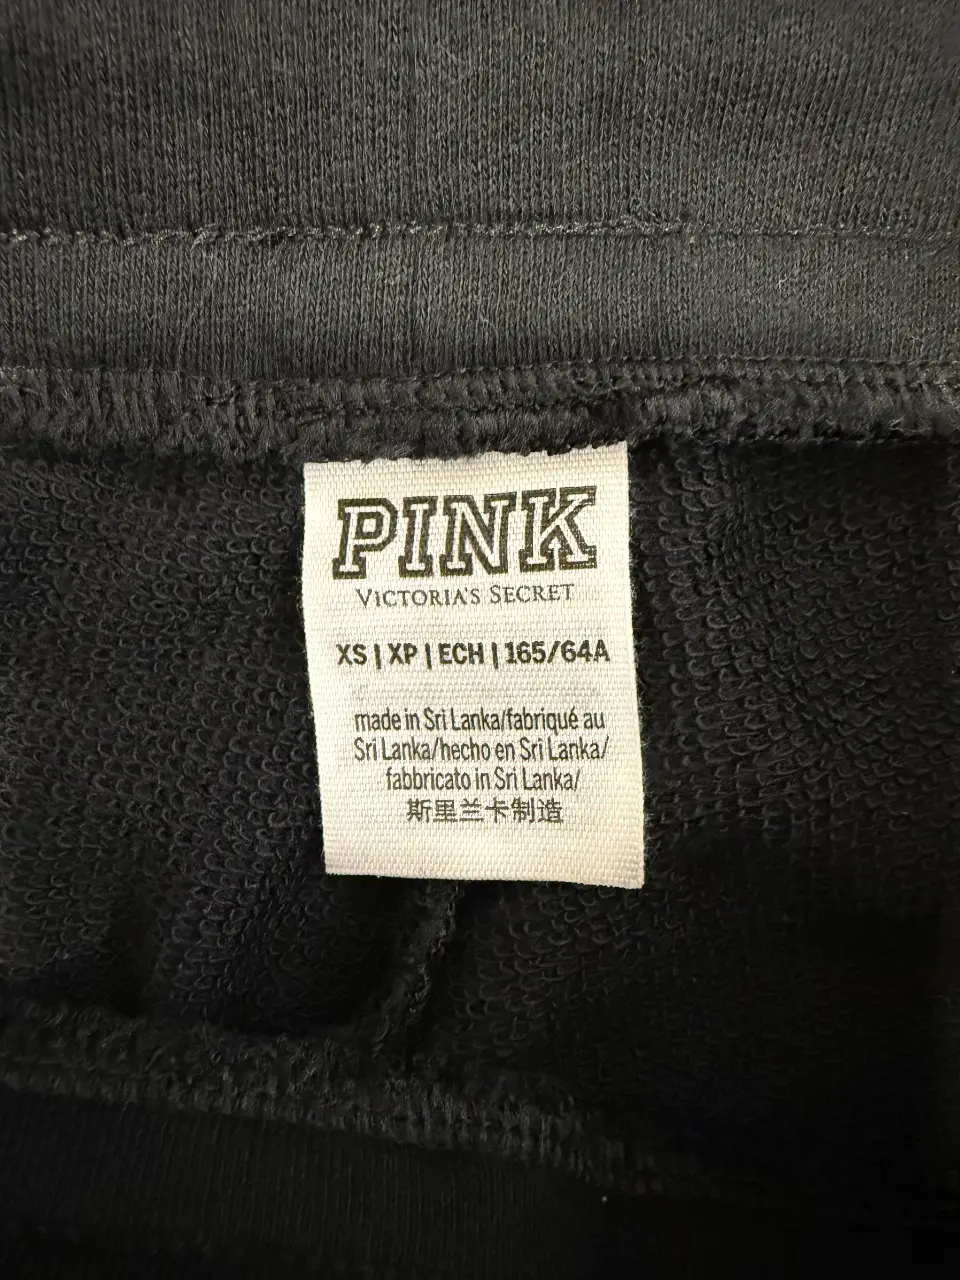 PINK
VICTORIA'S SECRET
XS | XP | ECH | 165/64A
made in Sri Lanka/fabriqué au
Sri Lanka/hecho en Sri Lanka/
fabbricato in Sri Lanka/
斯里兰卡制造